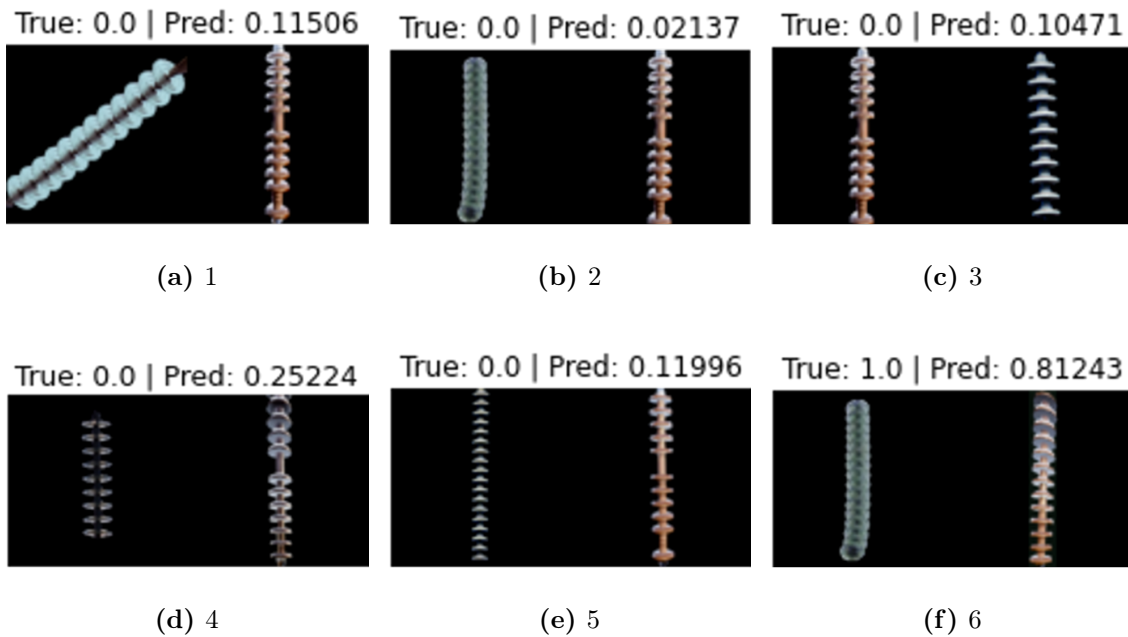 True: 0.0 | Pred: 0.11506
True: 0.0 | Pred: 0.02137
True: 0.0 | Pred: 0.10471
(a) 1
(b) 2
(c) 3
True: 0.0 | Pred: 0.25224
True: 0.0 | Pred: 0.11996
True: 1.0 | Pred: 0.81243
(d) 4
(e) 5
(f) 6